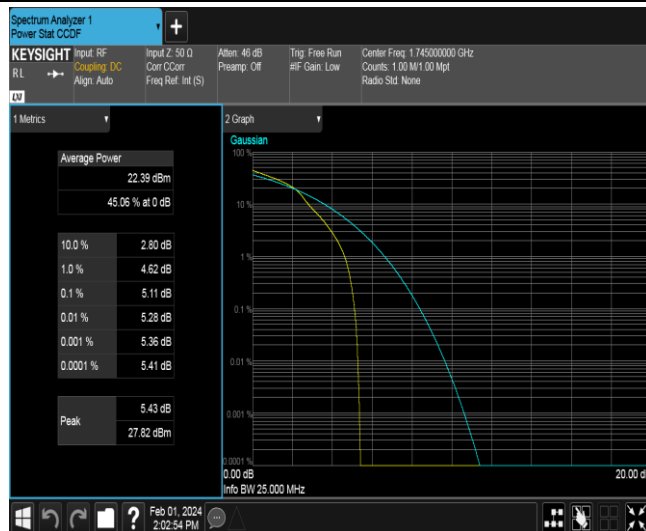 Spectrum Analyzer 1
Power Stat CCDF
+
KEYSIGHT
RL
Input: RF
Coupling: DC
Align: Auto
Input Z: 50 Ω
Corr CCorr
Freq Ref: Int (S)
Atten: 46 dB
Preamp: Off
Trig: Free Run
#IF Gain: Low
Center Freq: 1.745000000 GHz
Counts: 1.00 M/1.00 Mpt
Radio Std: None
1 Metrics
Average Power
22.39 dBm
45.06 % at 0 dB
10.0 % 2.80 dB
1.0 % 4.62 dB
0.1 % 5.11 dB
0.01 % 5.28 dB
0.001 % 5.36 dB
0.0001 % 5.41 dB
Peak
5.43 dB
27.82 dBm
2 Graph
Gaussian
100 %
10 %
1 %
0.1 %
0.01 %
0.001 %
0.0001 %
0.00 dB 20.00 d
Info BW 25.000 MHz
?
Feb 01, 2024
2:02:54 PM